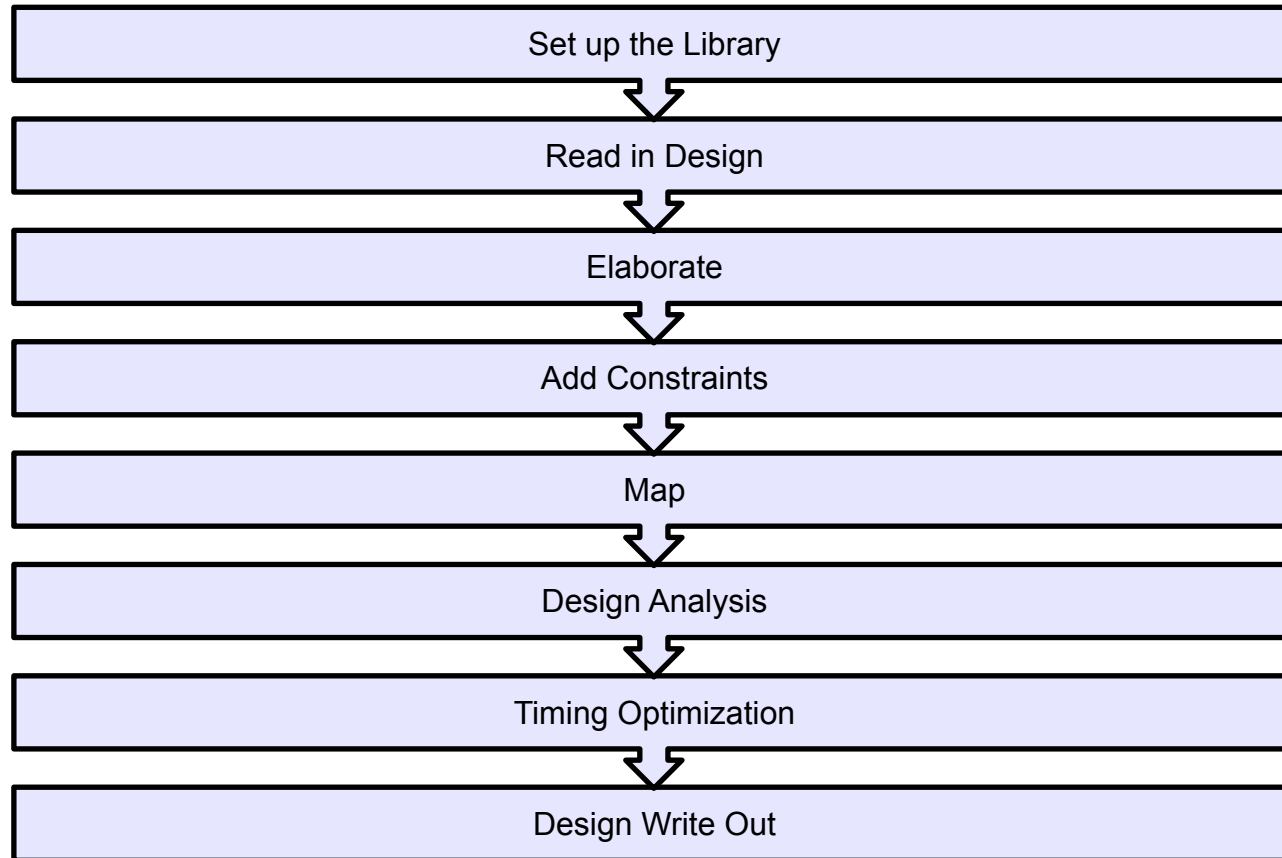 Set up the Library
Read in Design
Elaborate
Add Constraints
Map
Design Analysis
Timing Optimization
Design Write Out